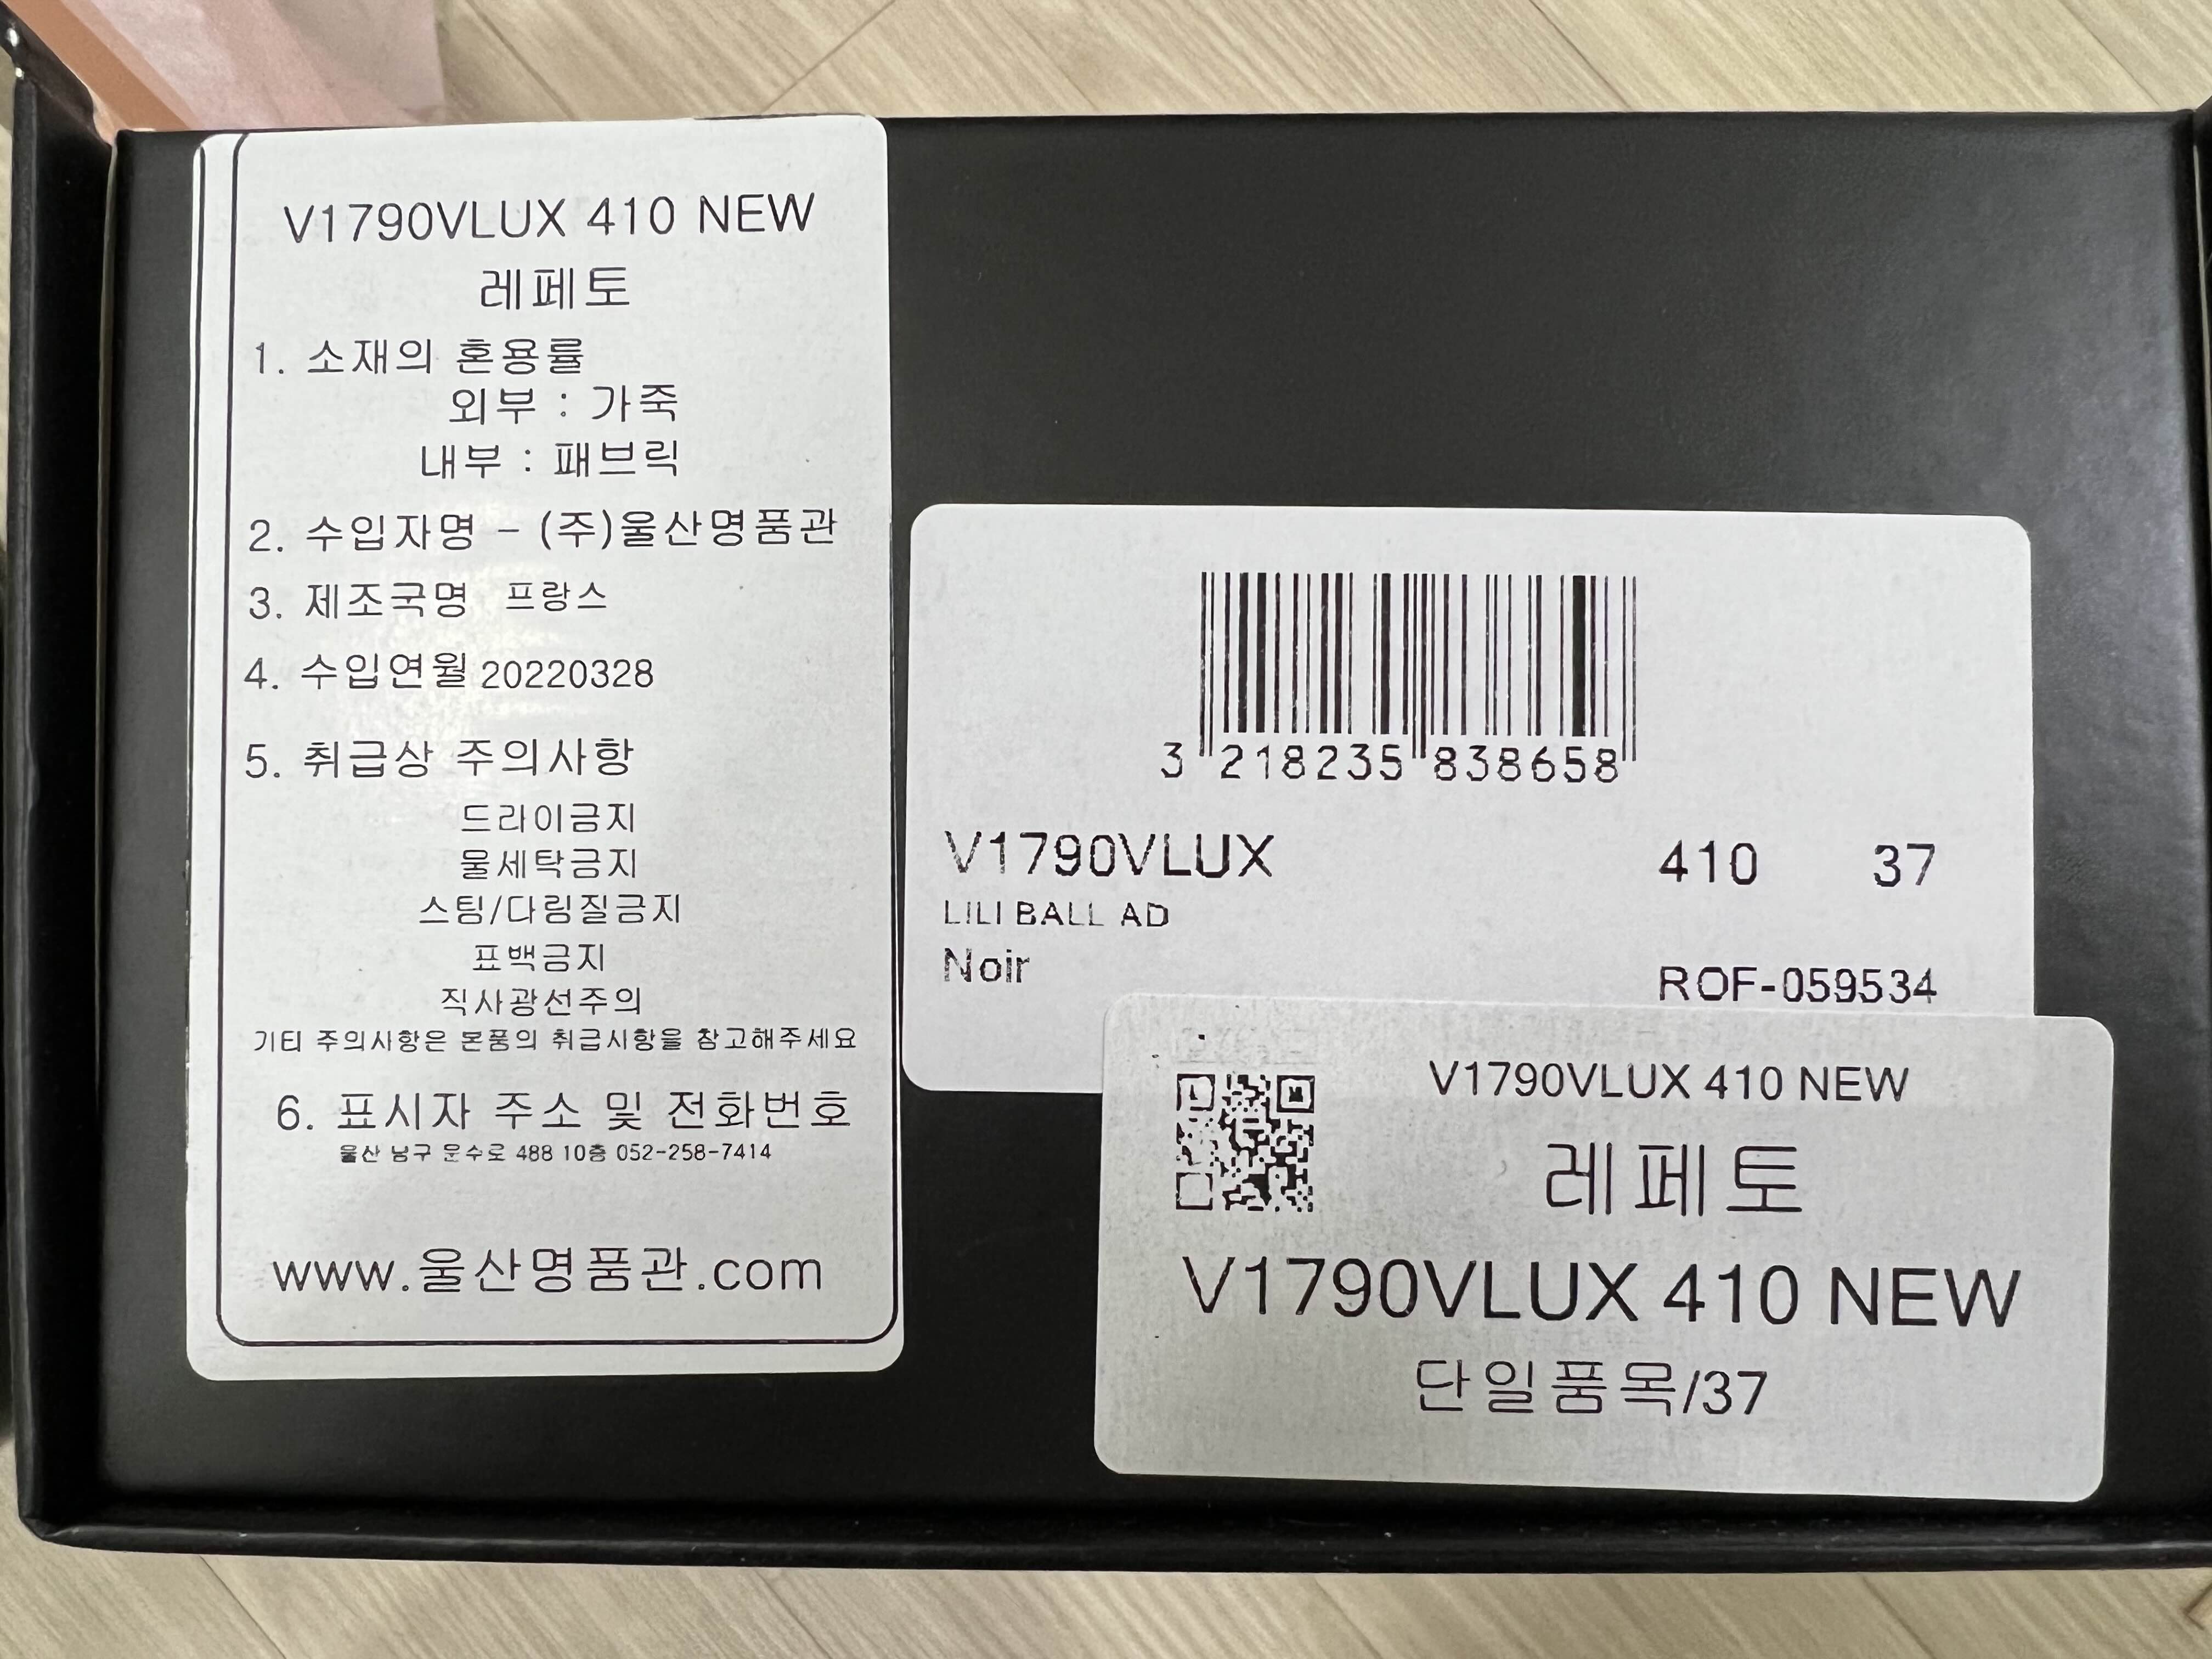 V1790VLUX 410 NEW
레페토
1. 소재의 혼용률
외부 : 가죽
내부 : 패브릭
2. 수입자명 - (주)울산명품관
3. 제조국명 프랑스
4. 수입연월 20220328
5. 취급상 주의사항
드라이금지
물세탁금지
스팀/다림질금지
표백금지
직사광선주의
기타 주의사항은 본품의 취급시항을 참고해주세요
6. 표시자 주소 및 전화번호
울산 남구 문수로 488 10층 052-258-7414
www.울산명품관.com
3 218235 838658
V1790VLUX 410 37
LILI BALL AD
Noir
ROF-059534
V1790VLUX 410 NEW
레페토
V1790VLUX 410 NEW
단일품목/37